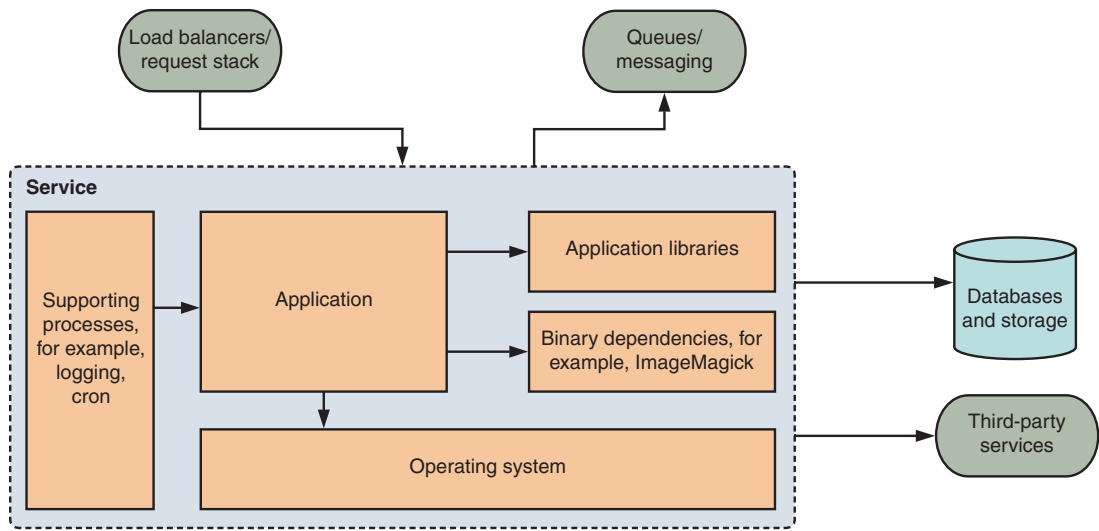 Load balancers/
request stack
Queues/
messaging
Service
Supporting
processes,
for example,
logging,
cron
Application
Application libraries
Binary dependencies, for
example, ImageMagick
Operating system
Databases
and storage
Third-party
services